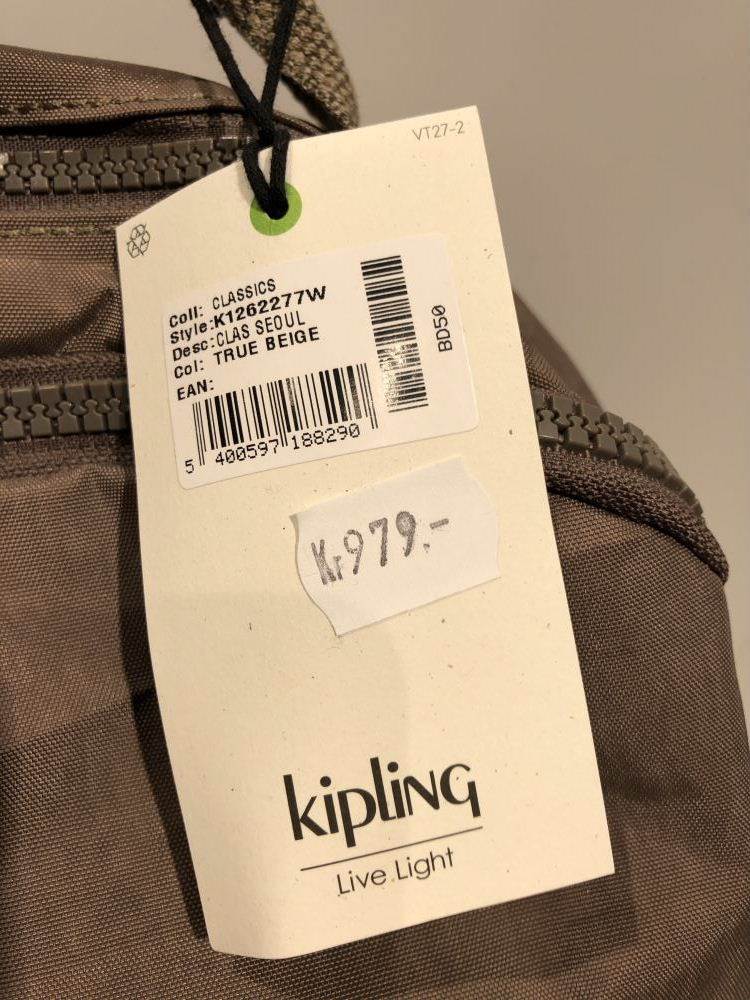 VT27-2
Coll: CLASSICS
Style:K1262277W
Desc:CLAS SEOUL
Col: TRUE BEIGE
EAN:
5 400597 188290
BD50
Kr979.-
kipling
Live.Light